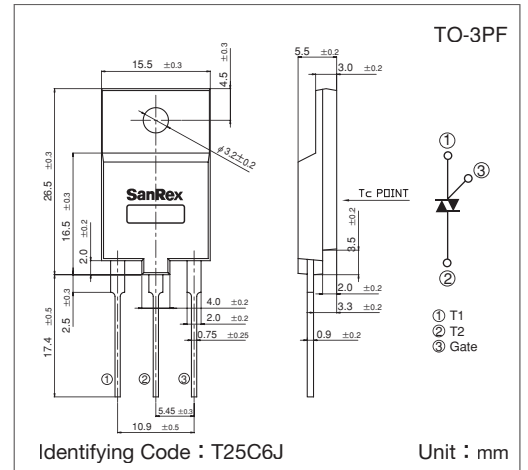 TO-3PF
15.5 ±0.3
4.5 ±0.3
φ3.2±0.2
26.5 ±0.3
16.5 ±0.3
2.0 ±0.2
SanRex
17.4 ±0.5
2.5 ±0.3
4.0 ±0.2
2.0 ±0.2
0.75 ±0.25
① ② ③
5.45 ±0.3
10.9 ±0.5
5.5 ±0.2
3.0 ±0.2
Tc POINT
3.5 ±0.2
2.0 ±0.2
3.3 ±0.2
0.9 ±0.2
①
③
②
① T1
② T2
③ Gate
Identifying Code：T25C6J
Unit：mm